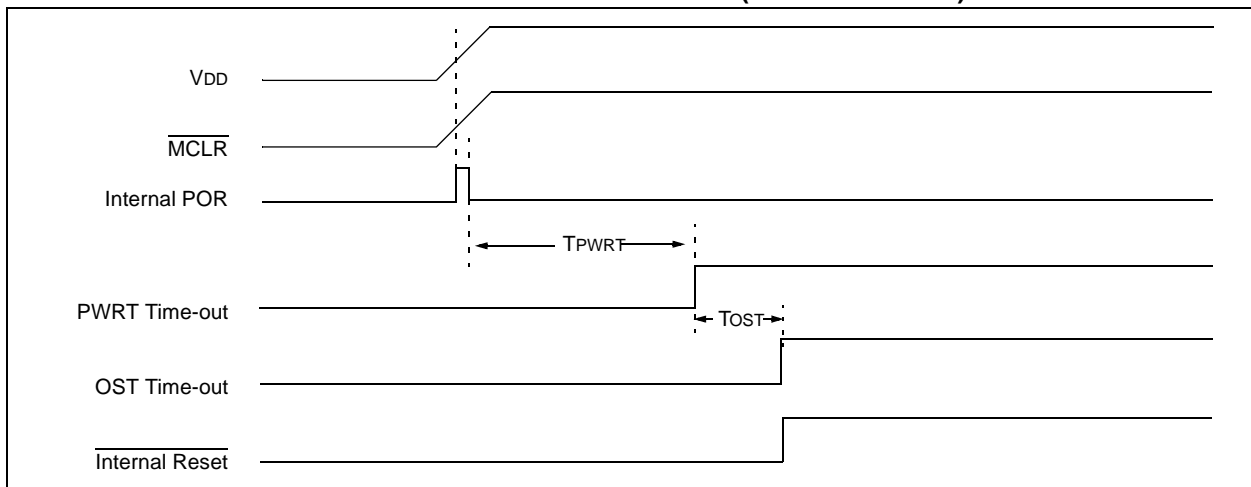 VDD
MCLR
Internal POR
TPWRT
PWRT Time-out
TOST
OST Time-out
Internal Reset